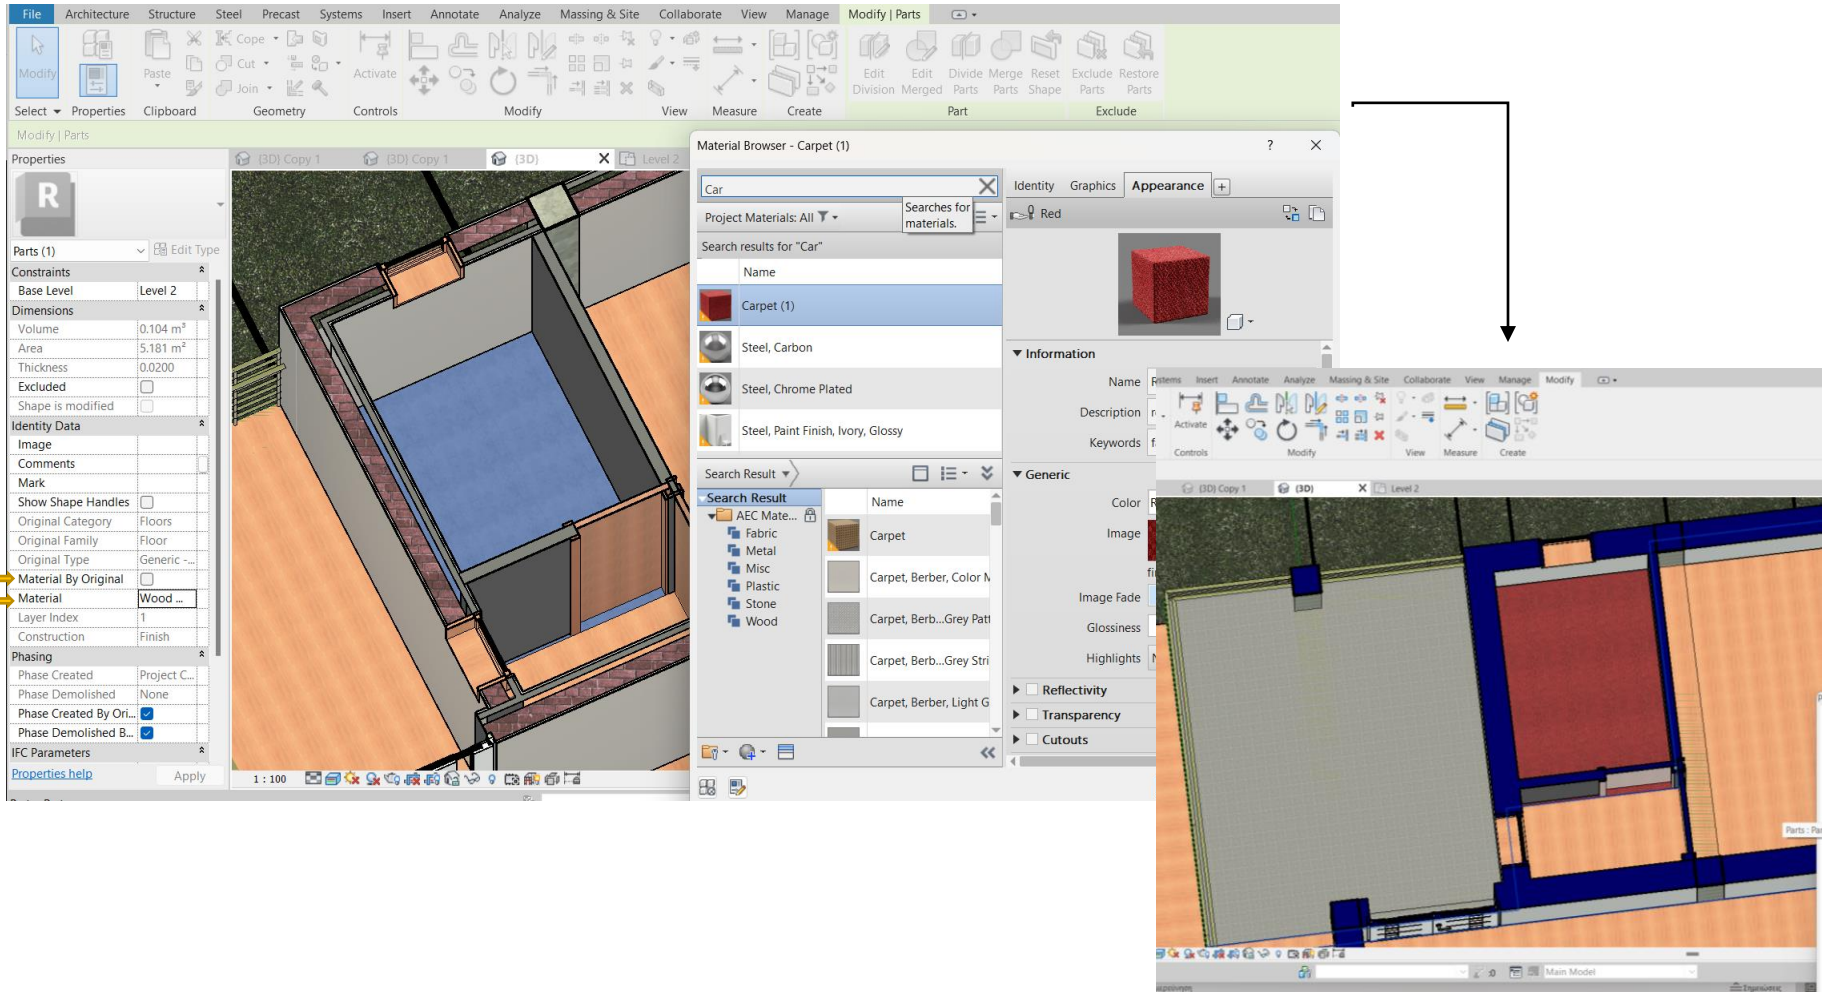 File Architecture Structure Steel Precast Systems Insert Annotate Analyze Massing & Site Collaborate View Manage Modify | Parts
Modify Paste Cope Cut Join Activate Edit Division Edit Merged Divide Parts Merge Parts Reset Shape Exclude Parts Restore Parts
Select Properties Clipboard Geometry Controls Modify View Measure Create Part Exclude
Modify | Parts
Properties
R
Parts (1) Edit Type
Constraints
Base Level Level 2
Dimensions
Volume 0.104 m³
Area 5.181 m²
Thickness 0.0200
Excluded
Shape is modified
Identity Data
Image
Comments
Mark
Show Shape Handles
Original Category Floors
Original Family Floor
Original Type Generic -...
Material By Original
Material Wood ...
Layer Index 1
Construction Finish
Phasing
Phase Created Project C...
Phase Demolished None
Phase Created By Ori...
Phase Demolished B...
IFC Parameters
Properties help Apply
{3D} Copy 1 {3D} Copy 1 {3D} X Level 2
1 : 100
Material Browser - Carpet (1) ?
Car
Searches for
materials.
Project Materials: All
Search results for "Car"
Name
Carpet (1)
Steel, Carbon
Steel, Chrome Plated
Steel, Paint Finish, Ivory, Glossy
Search Result
Search Result
AEC Mate...
Fabric
Metal
Misc
Plastic
Stone
Wood
Name
Carpet
Carpet, Berber, Color
Carpet, Berb...Grey Patt
Carpet, Berb...Grey Stri
Carpet, Berber, Light G
Identity Graphics Appearance +
Red
Information
Name R
Description r
Keywords f
Generic
Color R
Image
fi
Image Fade
Glossiness
Highlights
Reflectivity
Transparency
Cutouts
stems Insert Annotate Analyze Massing & Site Collaborate View Manage Modify
Activate
Controls Modify View Measure Create
{3D} Copy 1 {3D} X Level 2
Parts : Par
:0 Main Model